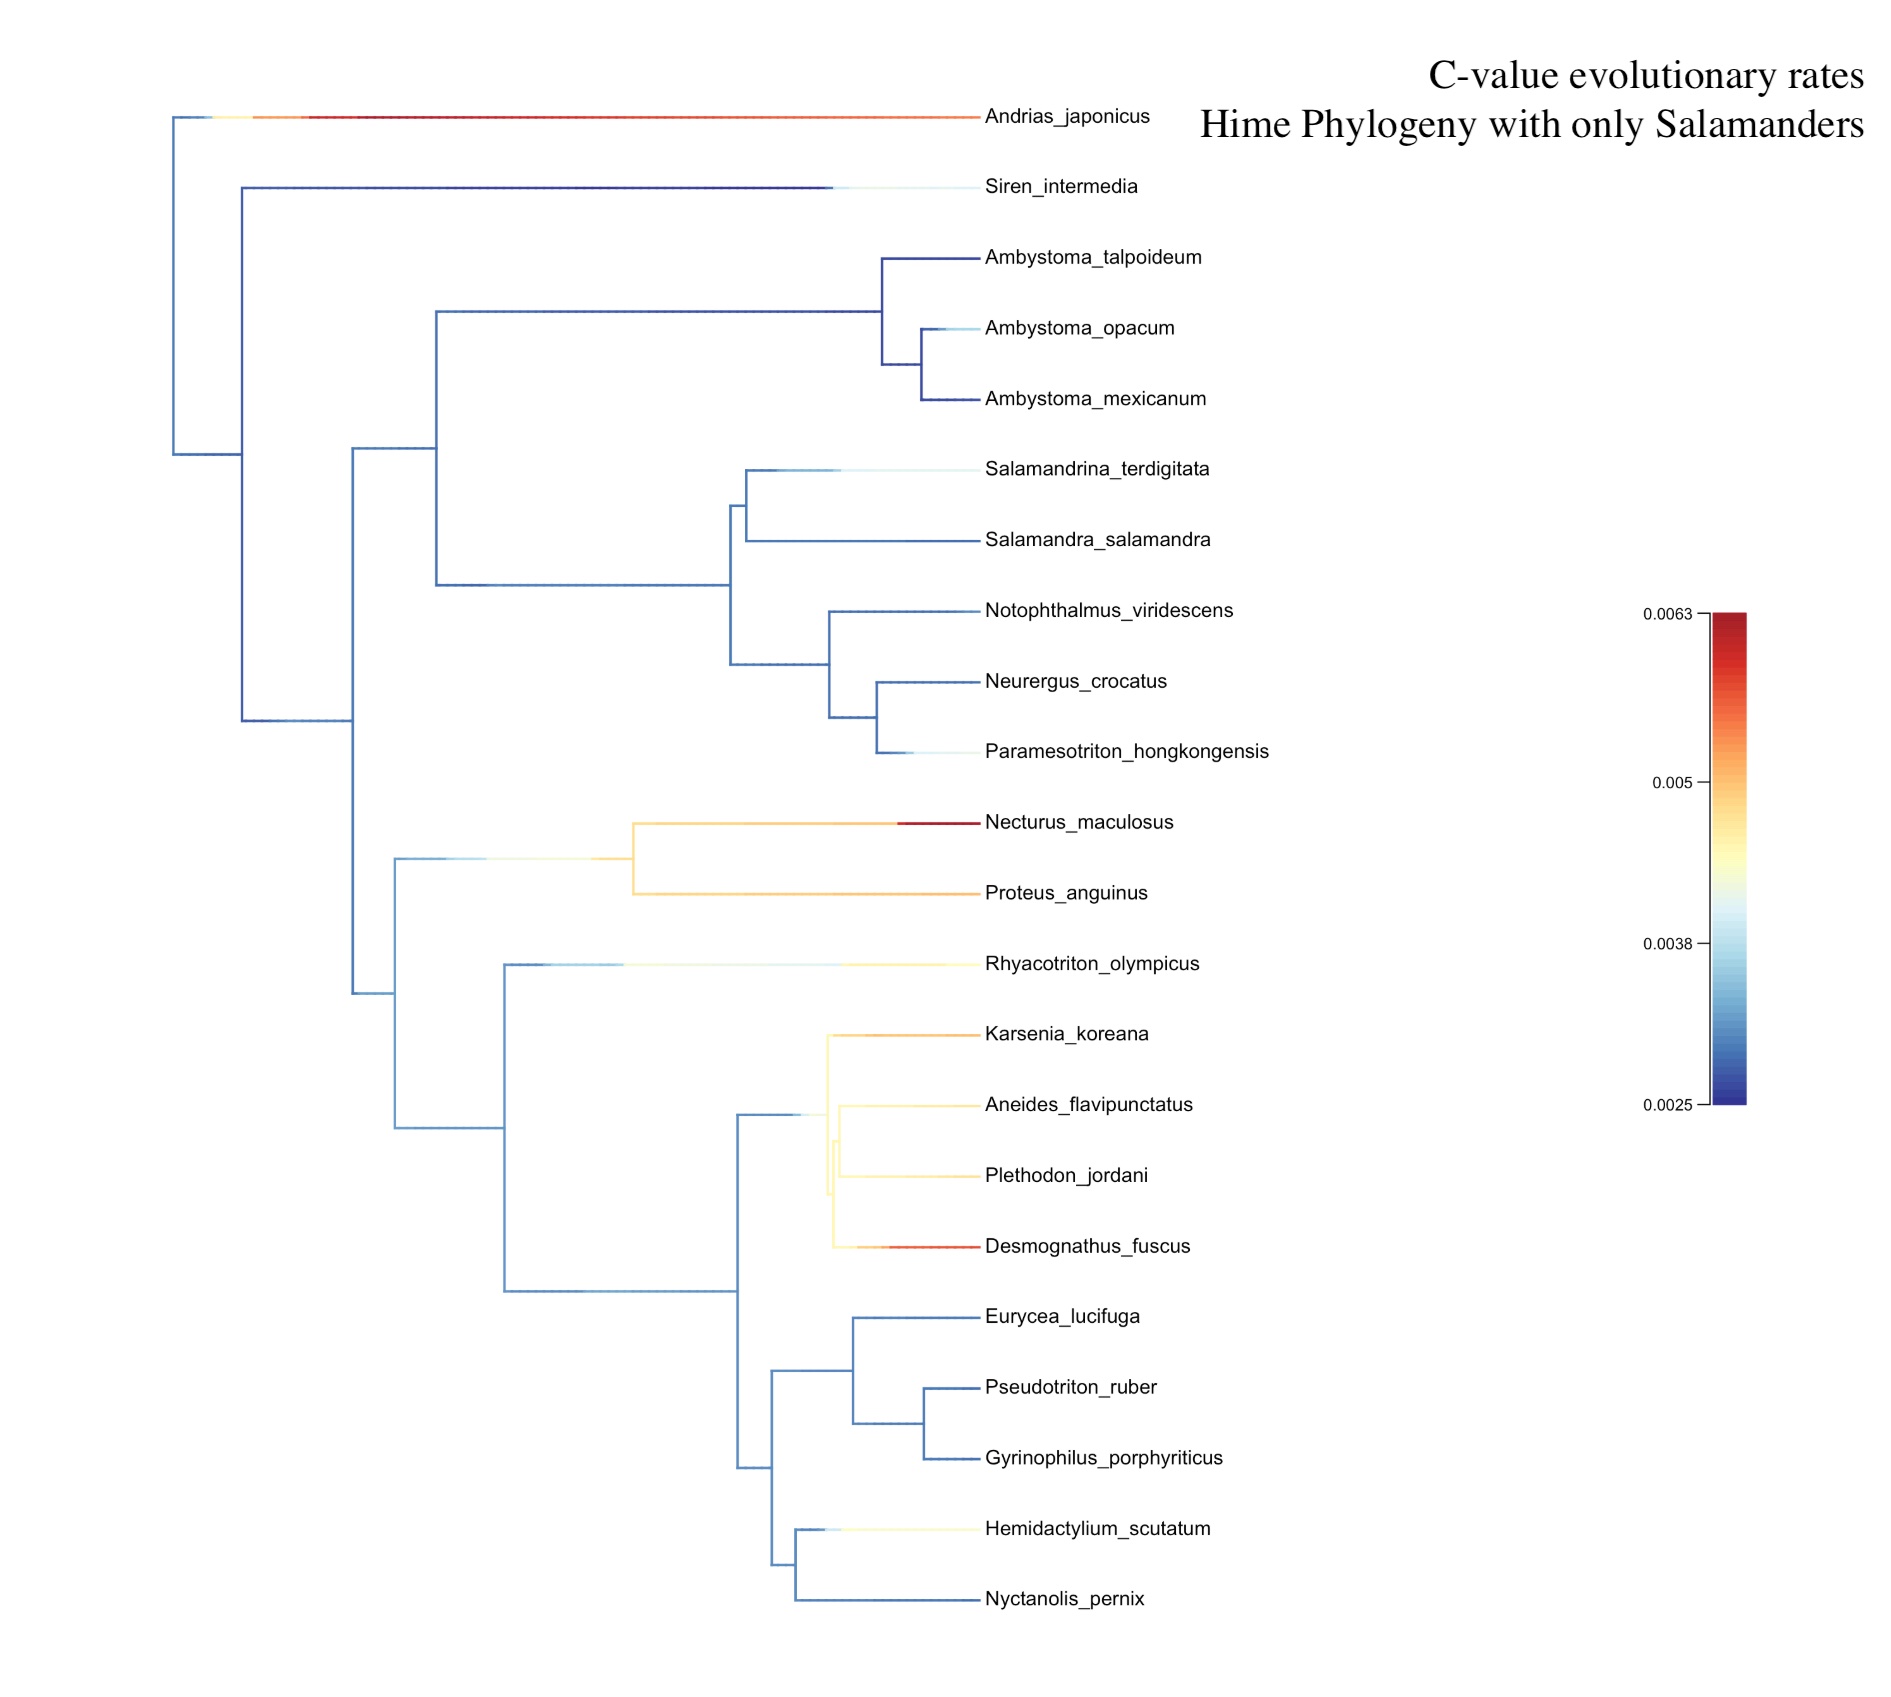 C-value evolutionary rates
Hime Phylogeny with only Salamanders
Andrias_japonicus
Siren_intermedia
Ambystoma_talpoideum
Ambystoma_opacum
Ambystoma_mexicanum
Salamandrina_terdigitata
Salamandra_salamandra
Notophthalmus_viridescens
Neurergus_crocatus
Paramesotriton_hongkongensis
Necturus_maculosus
Proteus_anguinus
Rhyacotriton_olympicus
Karsenia_koreana
Aneides_flavipunctatus
Plethodon_jordani
Desmognathus_fuscus
Eurycea_lucifuga
Pseudotriton_ruber
Gyrinophilus_porphyriticus
Hemidactylium_scutatum
Nyctanolis_pernix
0.0063
0.005
0.0038
0.0025